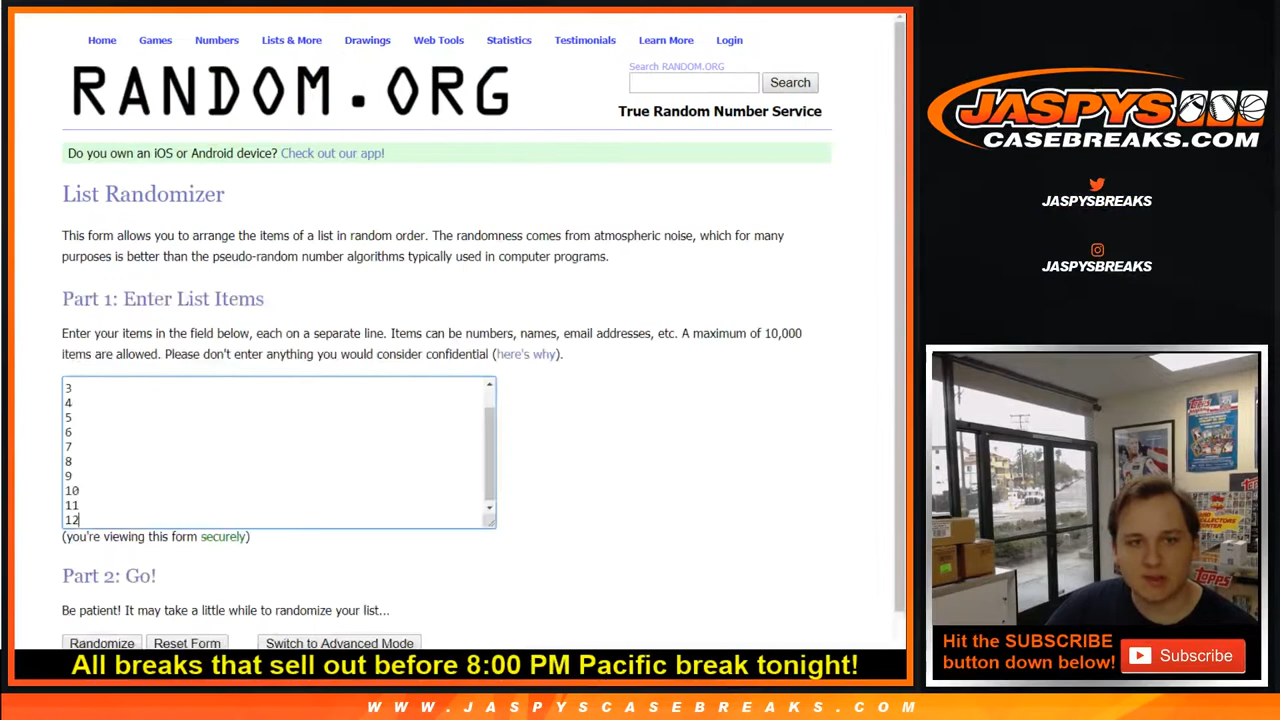 Home Games Numbers Lists & More Drawings Web Tools Statistics Testimonials Learn More Login
RANDOM.ORG
Search RANDOM.ORG
Search
True Random Number Service
Do you own an iOS or Android device? Check out our app!
List Randomizer
This form allows you to arrange the items of a list in random order. The randomness comes from atmospheric noise, which for many
purposes is better than the pseudo-random number algorithms typically used in computer programs.
Part 1: Enter List Items
Enter your items in the field below, each on a separate line. Items can be numbers, names, email addresses, etc. A maximum of 10,000
items are allowed. Please don't enter anything you would consider confidential (here's why).
3
4
5
6
7
8
9
10
11
12
(you're viewing this form securely)
Part 2: Go!
Be patient! It may take a little while to randomize your list...
Randomize Reset Form Switch to Advanced Mode
JASPYS
CASEBREAKS.COM
JASPYSBREAKS
JASPYSBREAKS
TOPPS
Hit the SUBSCRIBE
button down below!
Subscribe
All breaks that sell out before 8:00 PM Pacific break tonight!
WWW.JASPYSCASEBREAKS.COM